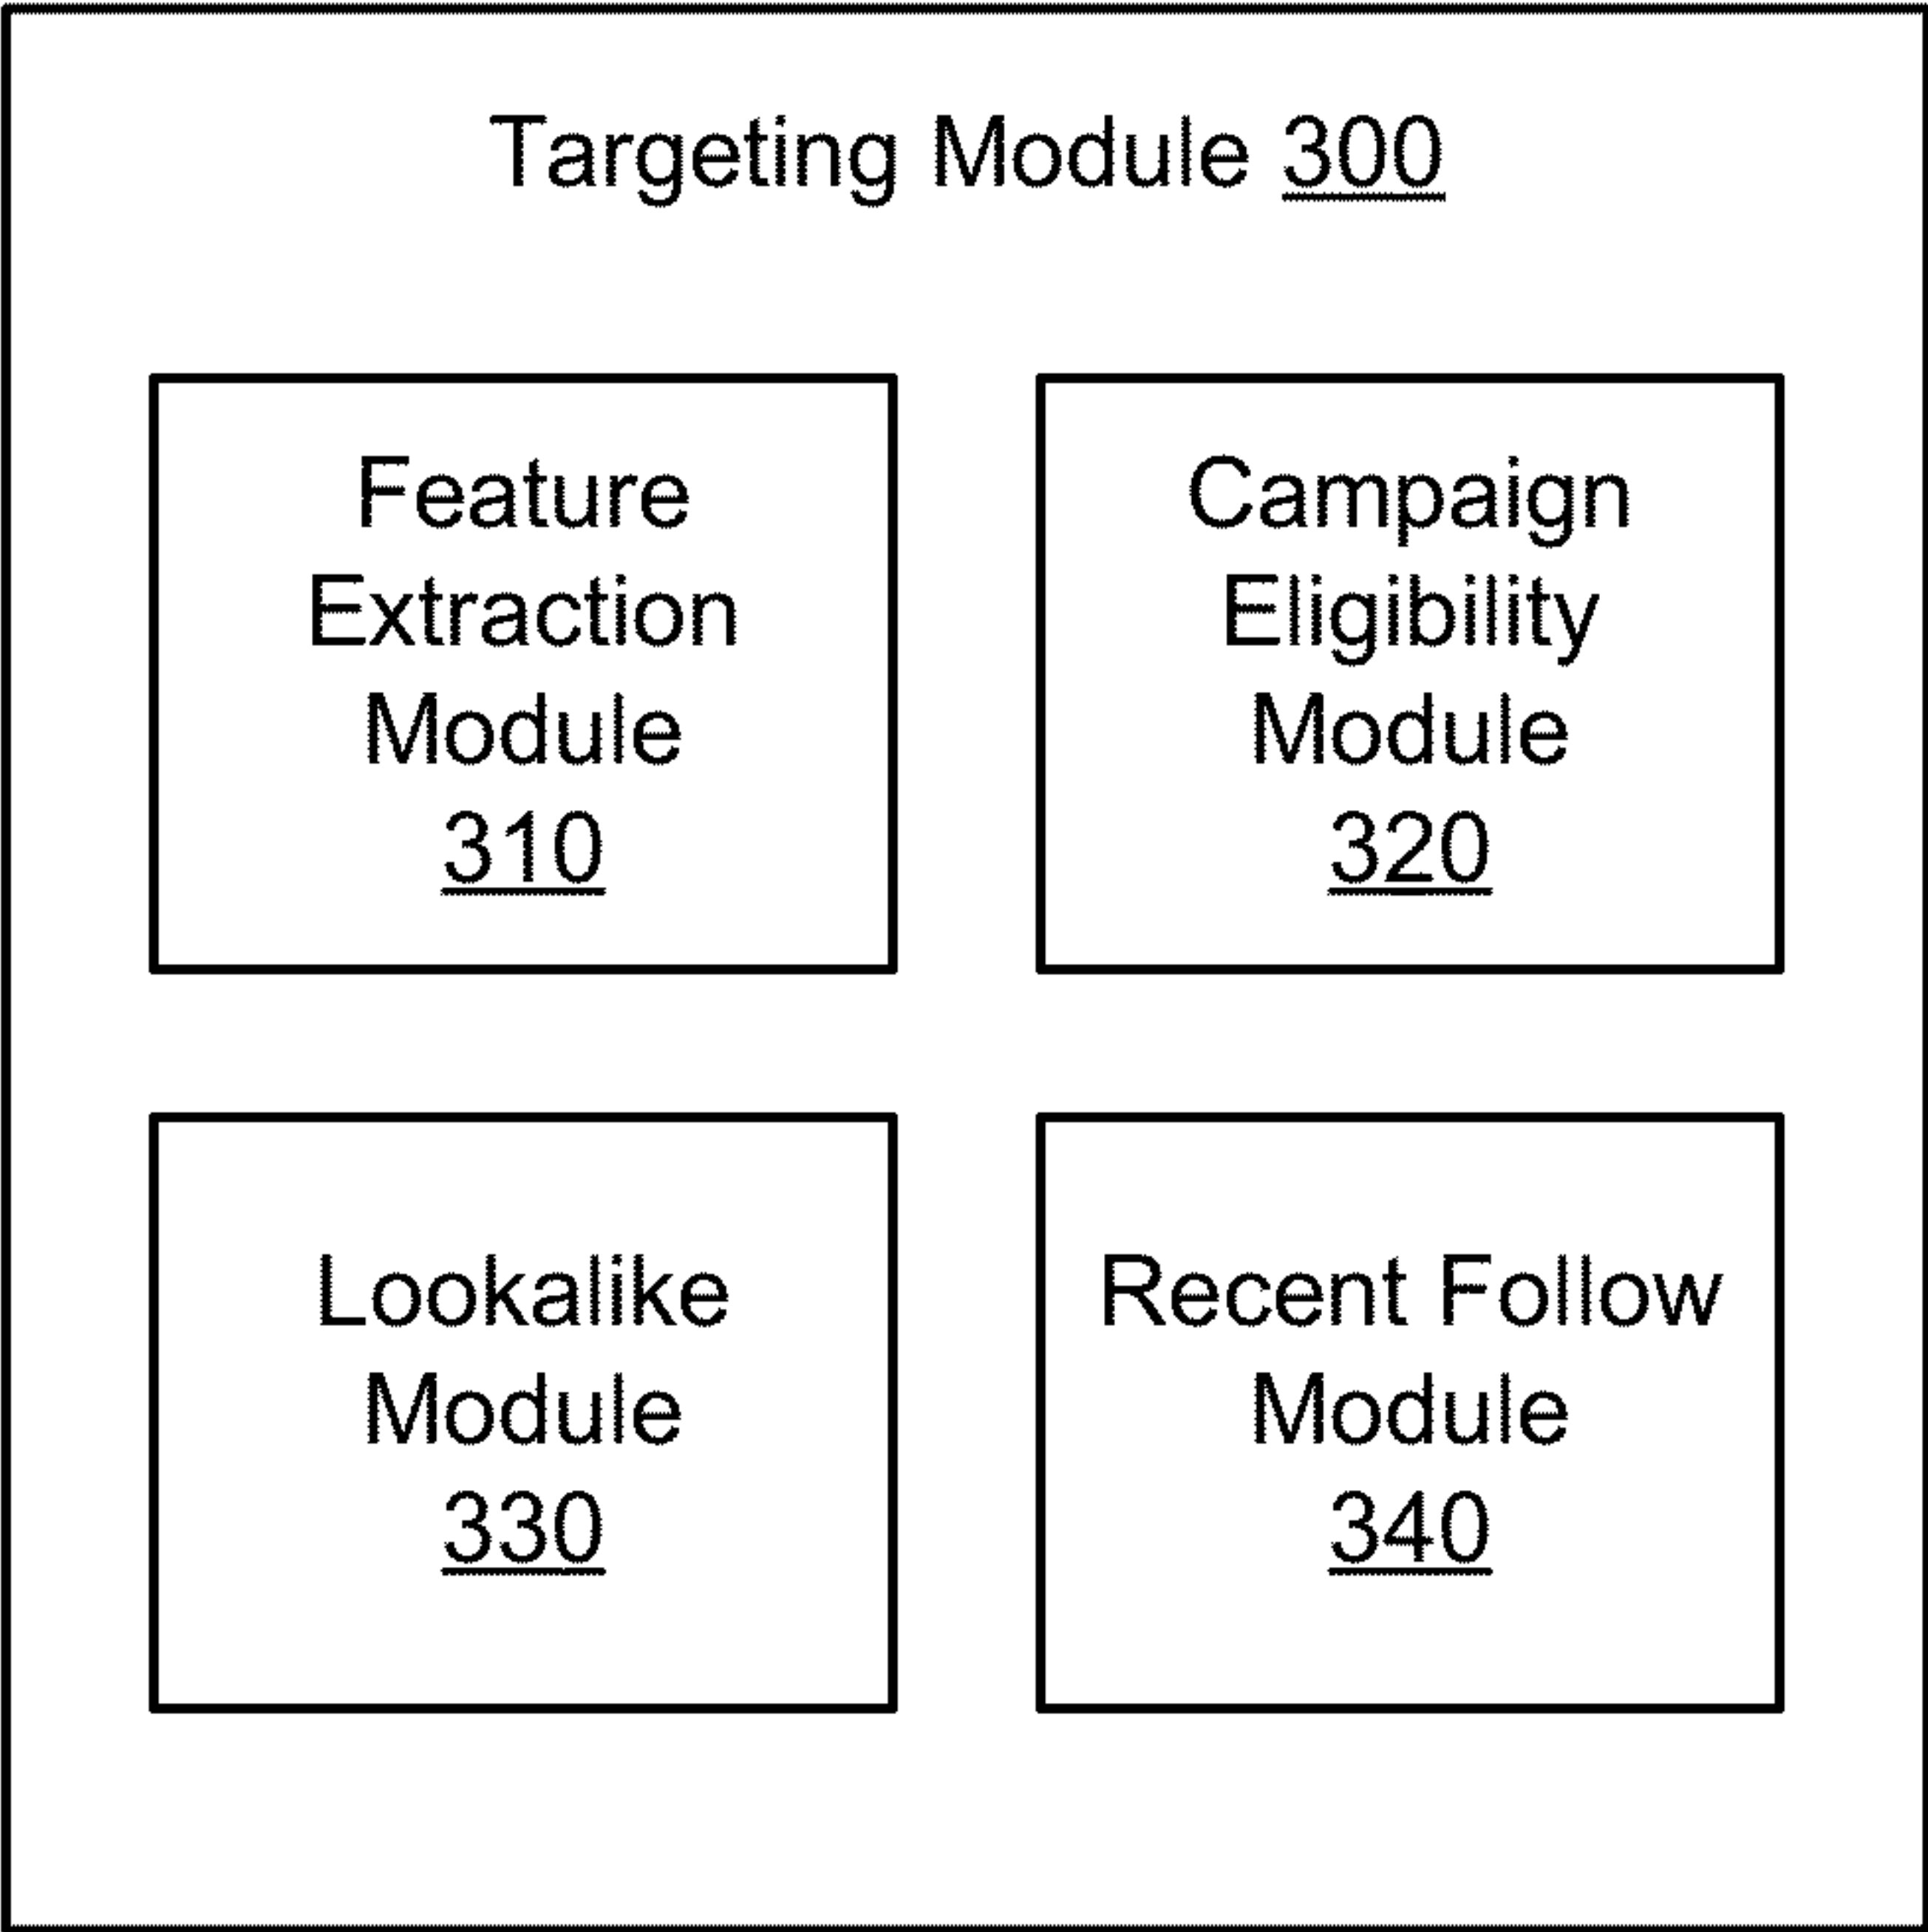 Targeting Module 300
Feature
Extraction
Module
310
Campaign
Eligibility
Module
320
Lookalike
Module
330
Recent Follow
Module
340